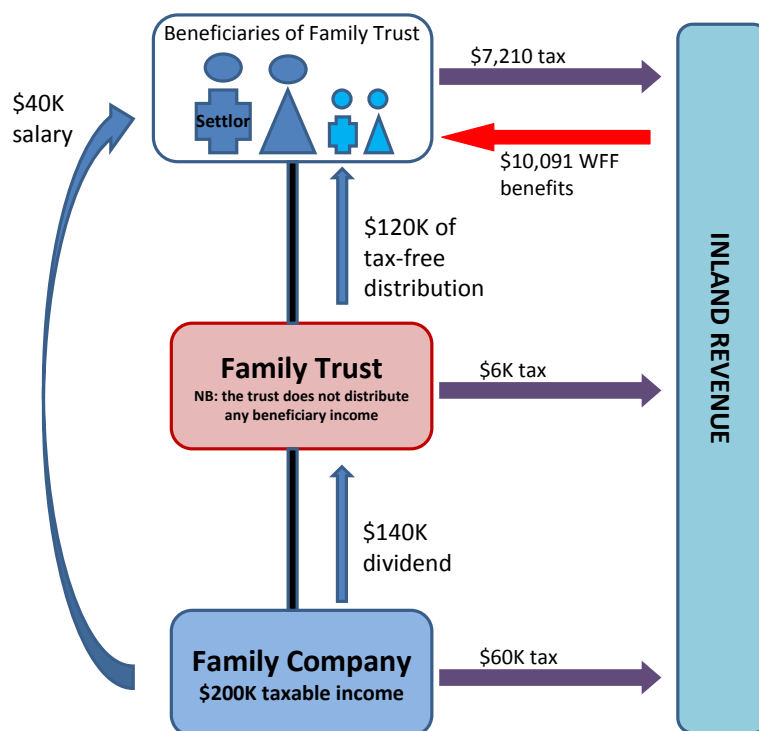 Beneficiaries of Family Trust
Settlor
$7,210 tax
$10,091 WFF
benefits
$40K
salary
$120K of
tax-free
distribution
Family Trust
NB: the trust does not distribute
any beneficiary income
$6K tax
$140K
dividend
Family Company
$200K taxable income
$60K tax
INLAND REVENUE